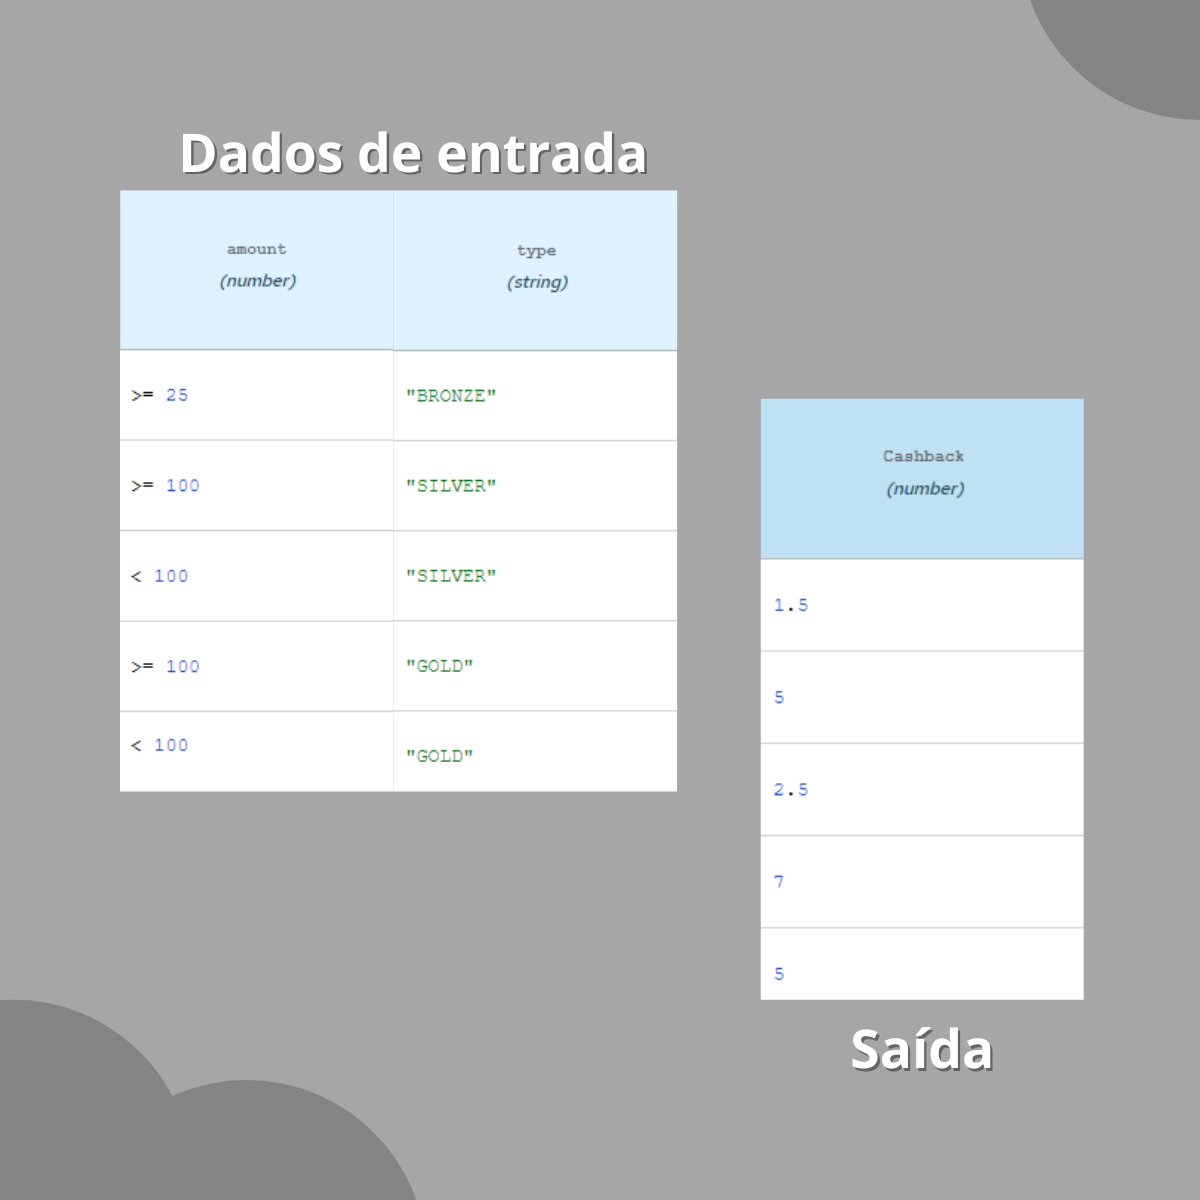 Dados de entrada
amount type
(number) (string)
>= 25 "BRONZE"
>= 100 "SILVER"
< 100 "SILVER"
>= 100 "GOLD"
< 100 "GOLD"
Cashback
(number)
1.5
5
2.5
7
5
Saída